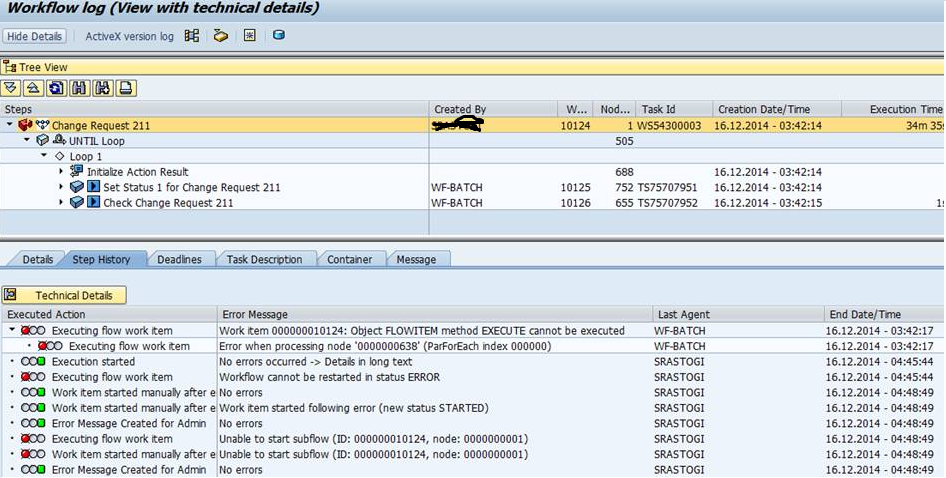 Workflow log (View with technical details)
Hide Details ActiveX version log
Tree View
Steps Created By W... Nod... Task Id Creation Date/Time Execution Time
Change Request 211 10124 1 WS54300003 16.12.2014 - 03:42:14 34m 35s
UNTIL Loop 505
Loop 1
Initialize Action Result 688 16.12.2014 - 03:42:14
Set Status 1 for Change Request 211 WF-BATCH 10125 752 TS75707951 16.12.2014 - 03:42:14
Check Change Request 211 WF-BATCH 10126 655 TS75707952 16.12.2014 - 03:42:15 1s
Details Step History Deadlines Task Description Container Message
Technical Details
Executed Action Error Message Last Agent End Date/Time
Executing flow work item Work item 000000010124: Object FLOWITEM method EXECUTE cannot be executed WF-BATCH 16.12.2014 - 03:42:17
Executing flow work item Error when processing node '0000000638' (ParForEach index 000000) WF-BATCH 16.12.2014 - 03:42:17
Execution started No errors occurred -> Details in long text SRASTOGI 16.12.2014 - 04:45:44
Executing flow work item Workflow cannot be restarted in status ERROR SRASTOGI 16.12.2014 - 04:45:44
Work item started manually after e No errors SRASTOGI 16.12.2014 - 04:48:49
Work item started manually after e Work item started following error (new status STARTED) SRASTOGI 16.12.2014 - 04:48:49
Error Message Created for Admin No errors SRASTOGI 16.12.2014 - 04:48:49
Executing flow work item Unable to start subflow (ID: 000000010124, node: 0000000001) SRASTOGI 16.12.2014 - 04:48:49
Work item started manually after e Unable to start subflow (ID: 000000010124, node: 0000000001) SRASTOGI 16.12.2014 - 04:48:49
Error Message Created for Admin No errors SRASTOGI 16.12.2014 - 04:48:49